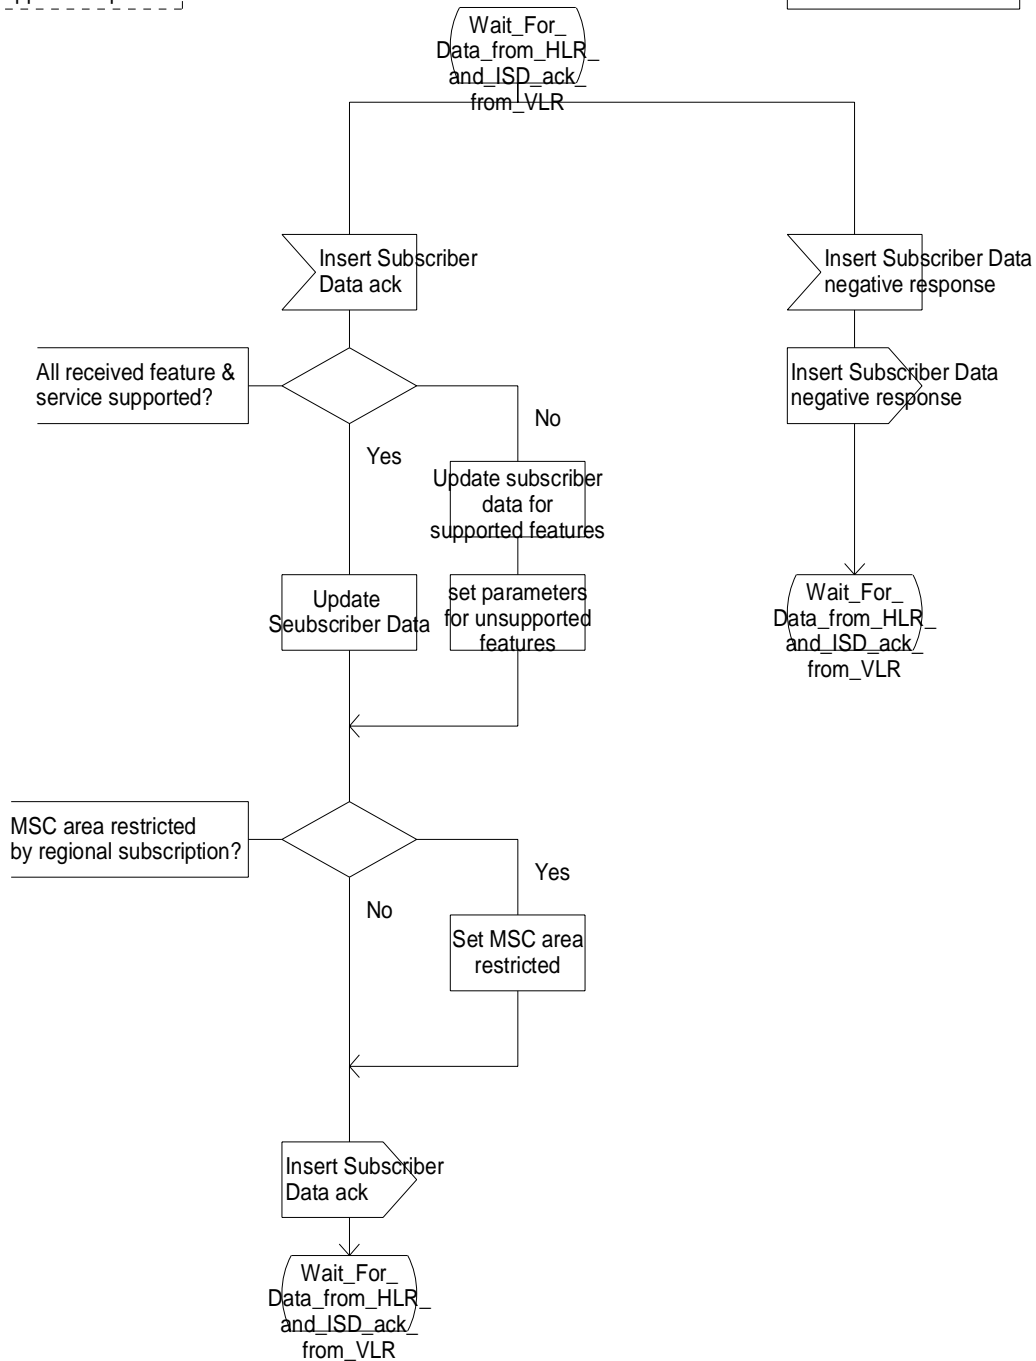 Wait_For_
Data_from_HLR_
and_ISD_ack_
from_VLR
Insert Subscriber
Data ack
Insert Subscriber Data
negative response
All received feature &
service supported?
Insert Subscriber Data
negative response
No
Yes
Update subscriber
data for
supported features
Update
Seubscriber Data
set parameters
for unsupported
features
Wait_For_
Data_from_HLR_
and_ISD_ack_
from_VLR
MSC area restricted
by regional subscription?
Yes
No
Set MSC area
restricted
Insert Subscriber
Data ack
Wait_For_
Data_from_HLR_
and_ISD_ack_
from_VLR